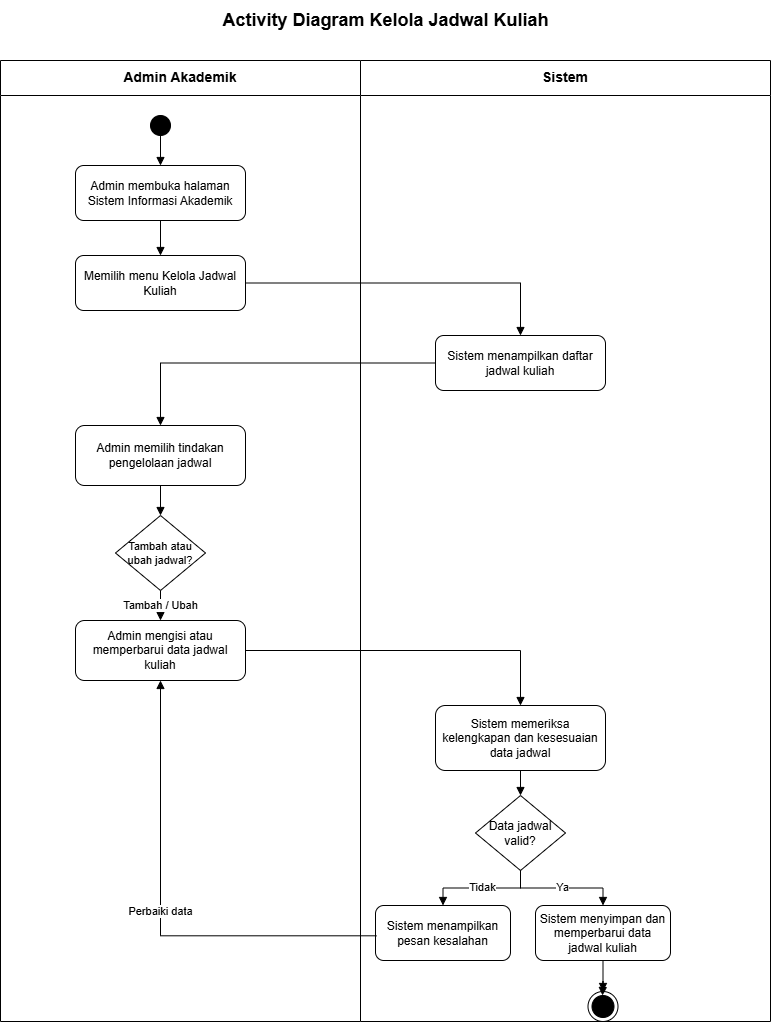 Activity Diagram Kelola Jadwal Kuliah
Admin Akademik
Sistem
Admin membuka halaman
Sistem Informasi Akademik
Memilih menu Kelola Jadwal
Kuliah
Sistem menampilkan daftar
jadwal kuliah
Admin memilih tindakan
pengelolaan jadwal
Tambah atau
ubah jadwal?
Tambah / Ubah
Admin mengisi atau
memperbarui data jadwal
kuliah
Sistem memeriksa
kelengkapan dan kesesuaian
data jadwal
Data jadwal
valid?
Tidak
Ya
Perbaiki data
Sistem menampilkan
pesan kesalahan
Sistem menyimpan dan
memperbarui data
jadwal kuliah